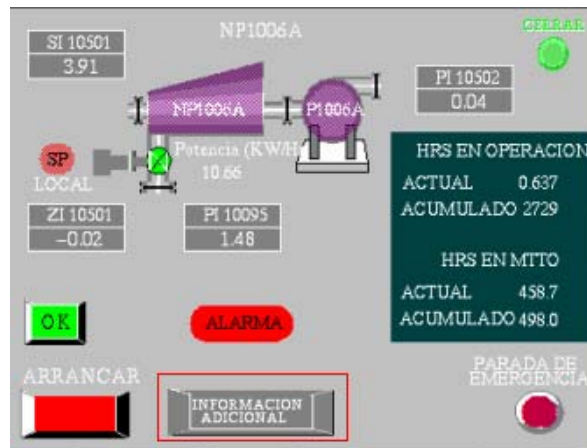 NP1006A
CERRAR
SI 10501
3.91
PI 10502
0.04
NP1006A
P1006A
SP
LOCAL
Potencia (KW/H
10.66
ZI 10501
-0.02
PI 10095
1.48
HRS EN OPERACION
ACTUAL 0.637
ACUMULADO 2729
HRS EN MTTO
ACTUAL 458.7
ACUMULADO 498.0
OK
ALARMA
ARRANCAR
INFORMACION
ADICIONAL
PARADA DE
EMERGENCIA